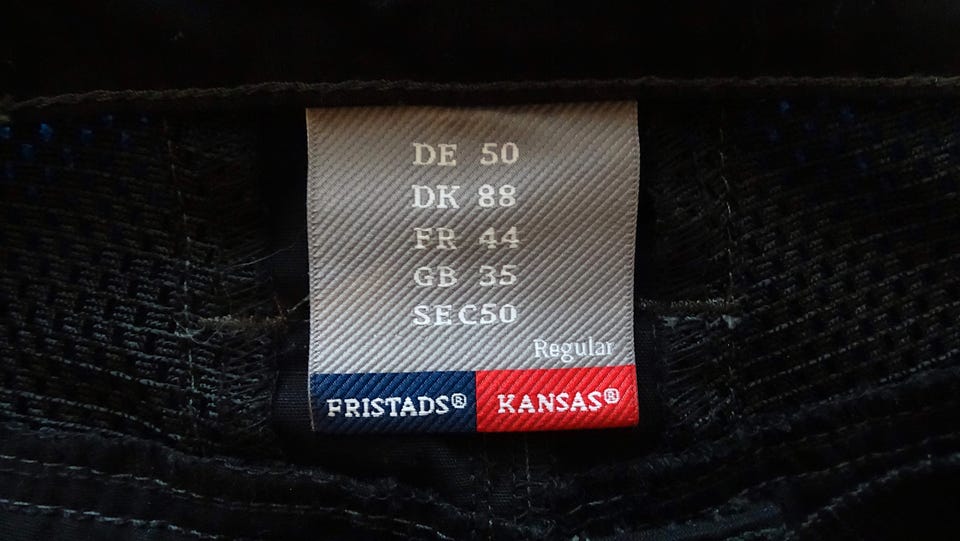 DE 50
DK 88
FR 44
GB 35
SE C50
Regular
FRISTADS® KANSAS®